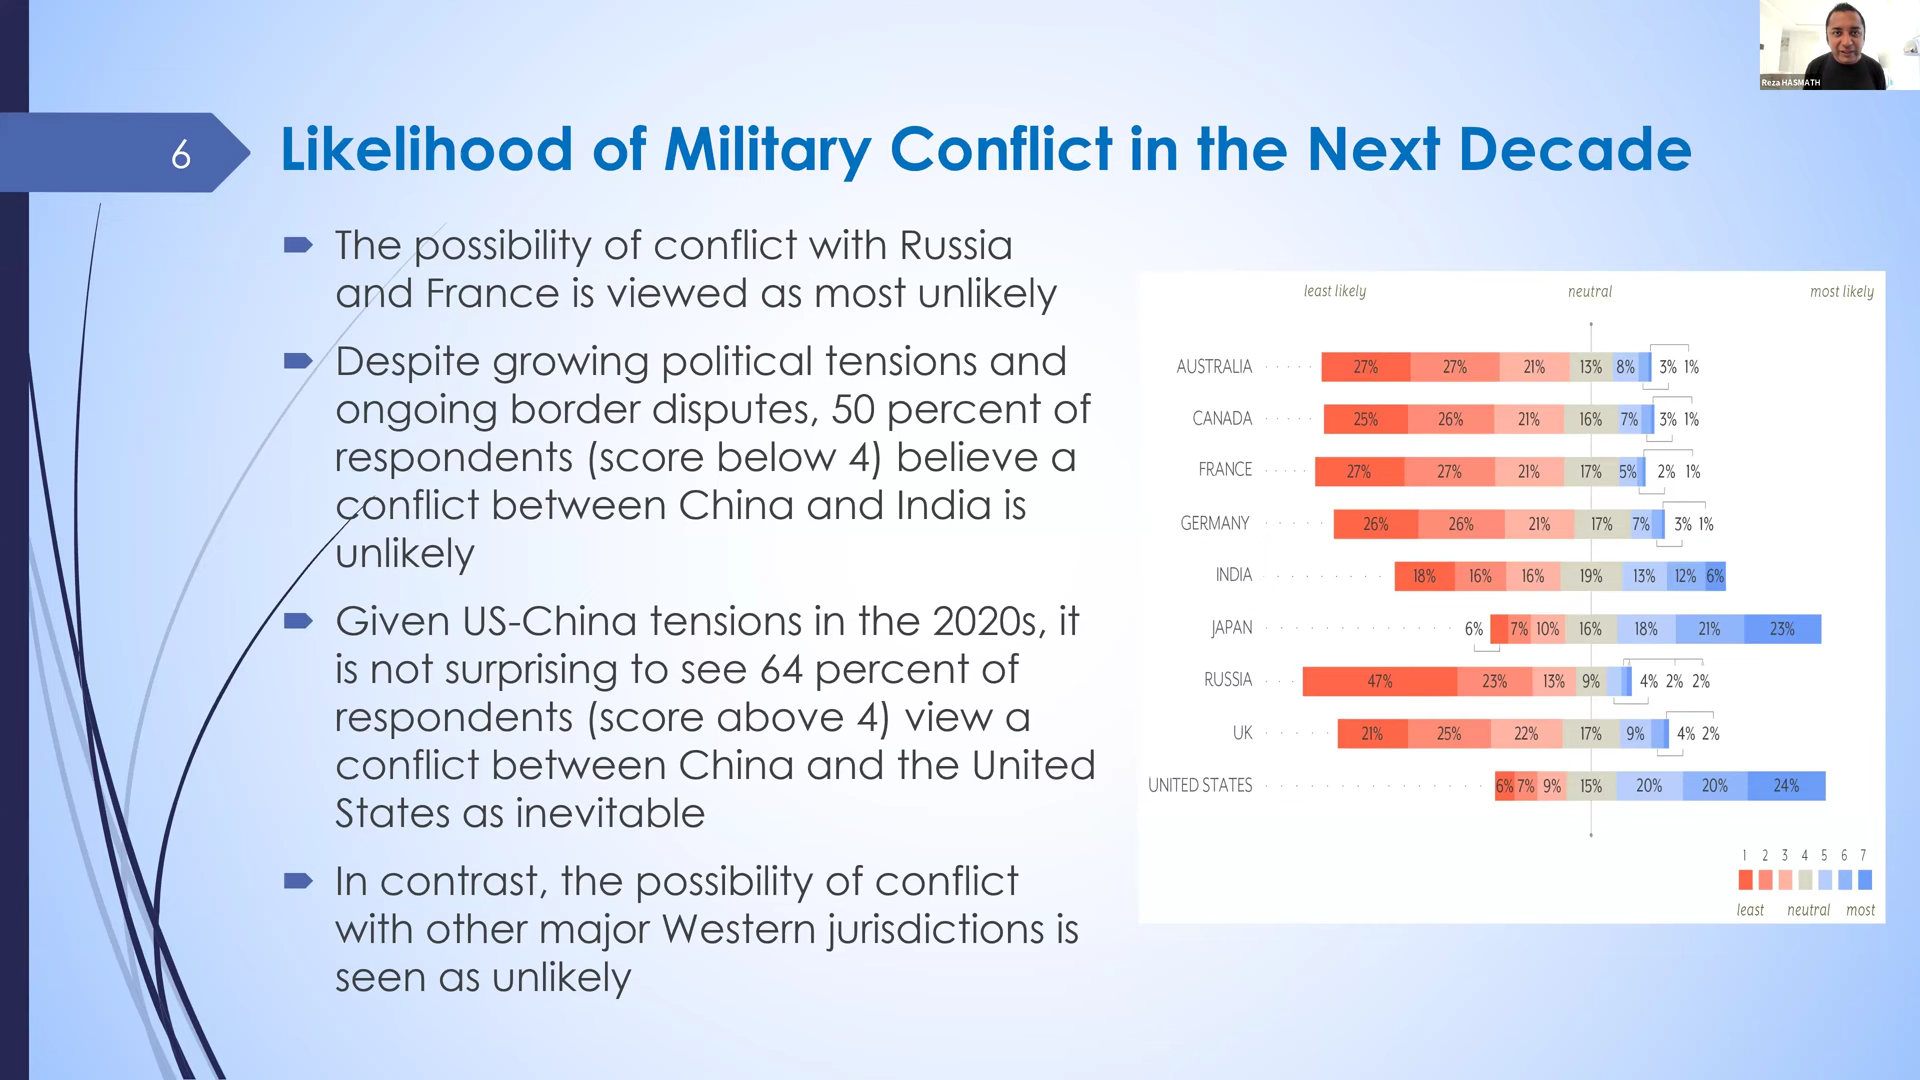 Reza HASMATH
6
Likelihood of Military Conflict in the Next Decade
The possibility of conflict with Russia
and France is viewed as most unlikely
Despite growing political tensions and
ongoing border disputes, 50 percent of
respondents (score below 4) believe a
conflict between China and India is
unlikely
Given US-China tensions in the 2020s, it
is not surprising to see 64 percent of
respondents (score above 4) view a
conflict between China and the United
States as inevitable
In contrast, the possibility of conflict
with other major Western jurisdictions is
seen as unlikely
least likely neutral most likely
AUSTRALIA 27% 27% 21% 13% 8% 3% 1%
CANADA 25% 26% 21% 16% 7% 3% 1%
FRANCE 27% 27% 21% 17% 5% 2% 1%
GERMANY 26% 26% 21% 17% 7% 3% 1%
INDIA 18% 16% 16% 19% 13% 12% 6%
JAPAN 6% 7% 10% 16% 18% 21% 23%
RUSSIA 47% 23% 13% 9% 4% 2% 2%
UK 21% 25% 22% 17% 9% 4% 2%
UNITED STATES 6% 7% 9% 15% 20% 20% 24%
1 2 3 4 5 6 7
least neutral most